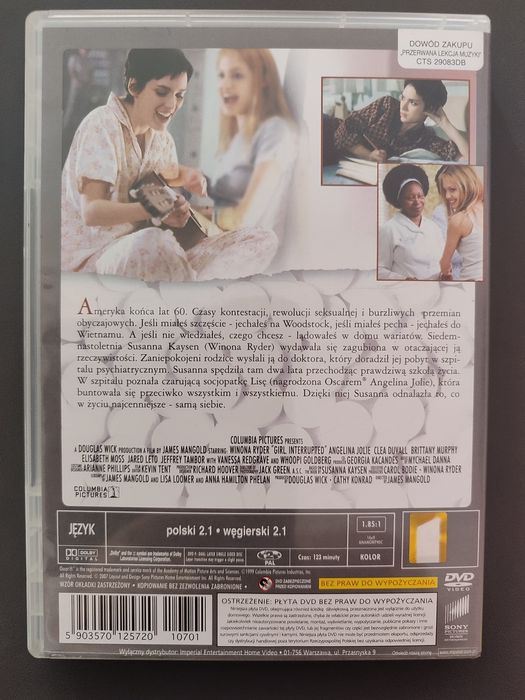 DOWÓD ZAKUPU
„PRZERWANA LEKCJA MUZYKI”
CTS 29083DB
Ameryka końca lat 60. Czasy kontestacji, rewolucji seksualnej i burzliwych przemian
obyczajowych. Jeśli miałeś szczęście - jechałeś na Woodstock, jeśli miałeś pecha - jechałeś do
Wietnamu. A jeśli nie wiedziałeś, czego chcesz - lądowałeś w domu wariatów. Siedem-
nastoletnia Susanna Kaysen (Winona Ryder) wydawała się zagubiona w otaczającej ją
rzeczywistości. Zaniepokojeni rodzice wysłali ją do doktora, który doradził jej pobyt w szpi-
talu psychiatrycznym. Susanna spędziła tam dwa lata przechodząc prawdziwą szkołę życia.
W szpitalu poznała czarującą socjopatkę Lisę (nagrodzona Oscarem® Angelina Jolie), która
buntowała się przeciwko wszystkim i wszystkiemu. Dzięki niej Susanna odnalazła to, co
w życiu najcenniejsze - samą siebie.
COLUMBIA PICTURES PRESENTS
A DOUGLAS WICK PRODUCTION A FILM BY JAMES MANGOLD STARRING WINONA RYDER "GIRL, INTERRUPTED" ANGELINA JOLIE CLEA DUVALL BRITTANY MURPHY
ELISABETH MOSS JARED LETO JEFFREY TAMBOR WITH VANESSA REDGRAVE AND WHOOPI GOLDBERG GEORGIA KACANDES MYCHAEL DANNA
ARIANNE PHILLIPS KEVIN TENT RICHARD HOOVER JACK GREEN A.S.C. SUSANNA KAYSEN CAROL BODIE • WINONA RYDER
JAMES MANGOLD AND LISA LOOMER AND ANNA HAMILTON PHELAN DOUGLAS WICK • CATHY KONRAD JAMES MANGOLD
COLUMBIA
PICTURES
JĘZYK
polski 2.1 • węgierski 2.1
1.85:1
16x9
DOLBY
DIGITAL
PAL
Czas: 123 minuty
KOLOR
WZÓR OKŁADKI ZASTRZEŻONY • KOPIOWANIE BEZ ZEZWOLENIA ZABRONIONE •
DVD ZABEZPIECZONE
PRZED KOPIOWANIEM
BEZ PRAW DO WYPOŻYCZANIA
DVD
VIDEO
OSTRZEŻENIE: PŁYTA DVD BEZ PRAW DO WYPOŻYCZANIA
5 903570 125720
10701
SONY
PICTURES
Wyłączny dystrybutor: Imperial Entertainment Home Video • 01-756 Warszawa, ul. Przasnyska 9